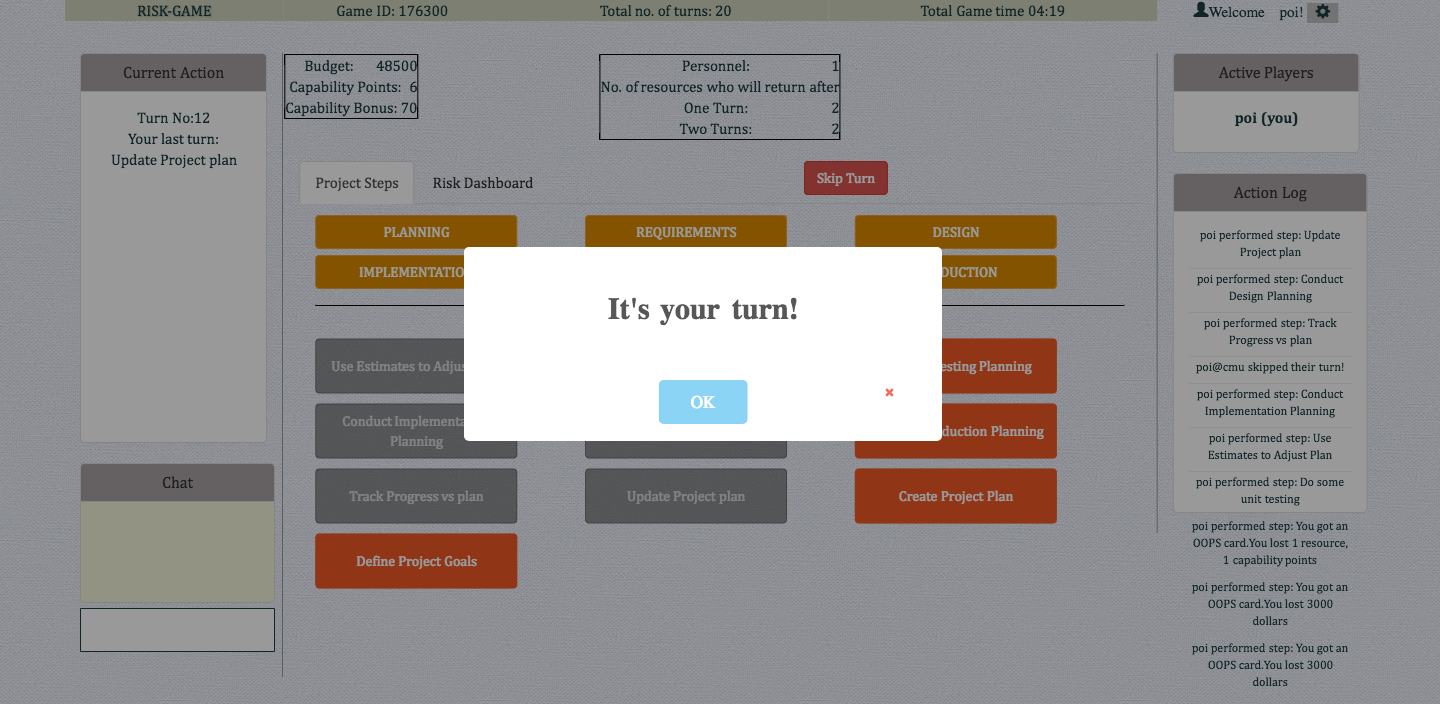 RISK-GAME
Game ID: 176300
Total no. of turns: 20
Total Game time 04:19
Welcome poi!
Current Action
Turn No:12
Your last turn:
Update Project plan
Budget: 48500
Capability Points: 6
Capability Bonus: 70
Personnel: 1
No. of resources who will return after
One Turn: 2
Two Turns: 2
Project Steps
Risk Dashboard
Skip Turn
PLANNING
REQUIREMENTS
DESIGN
IMPLEMENTATIO
DUCTION
It's your turn!
OK
×
Use Estimates to Adjus
esting Planning
Conduct Implementa
Planning
duction Planning
Track Progress vs plan
Update Project plan
Create Project Plan
Define Project Goals
Chat
Active Players
poi (you)
Action Log
poi performed step: Update
Project plan
poi performed step: Conduct
Design Planning
poi performed step: Track
Progress vs plan
poi@cmu skipped their turn!
poi performed step: Conduct
Implementation Planning
poi performed step: Use
Estimates to Adjust Plan
poi performed step: Do some
unit testing
poi performed step: You got an
OOPS card.You lost 1 resource,
1 capability points
poi performed step: You got an
OOPS card.You lost 3000
dollars
poi performed step: You got an
OOPS card.You lost 3000
dollars